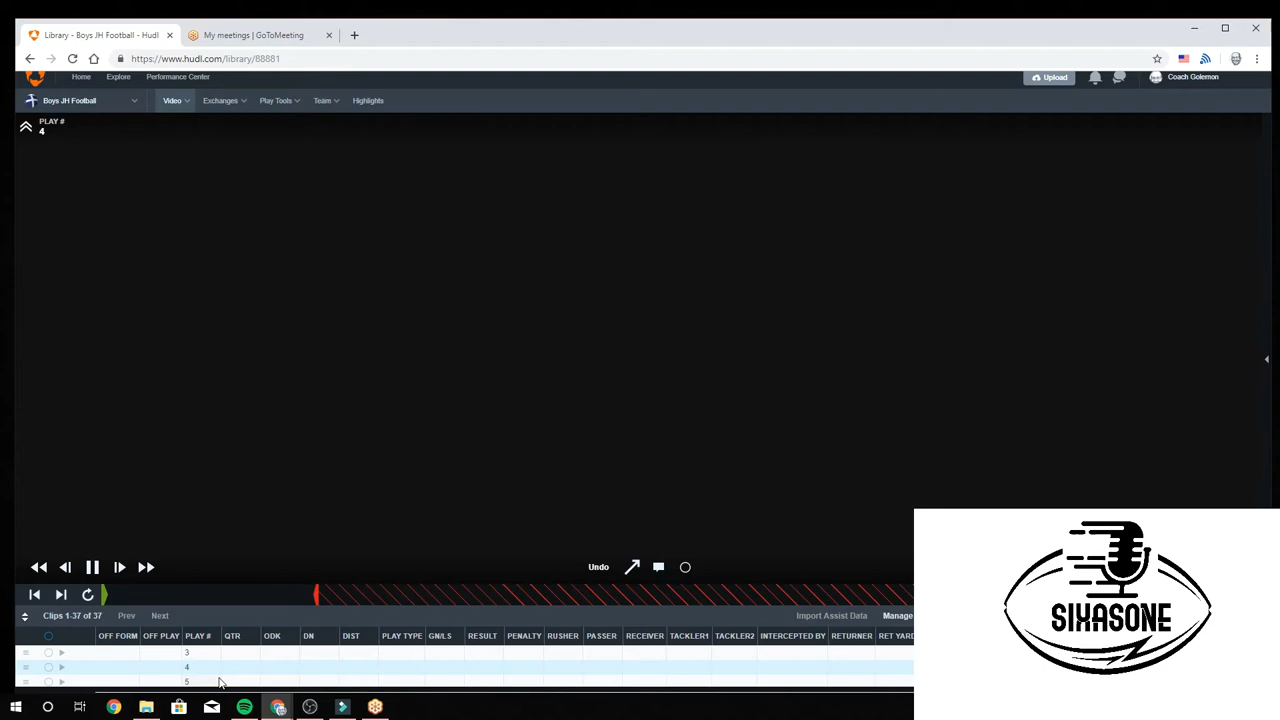 Library - Boys JH Football - Hudl
My meetings | GoToMeeting
https://www.hudl.com/library/88881
Home Explore Performance Center Upload Coach Golemon
Boys JH Football Video Exchanges Play Tools Team Highlights
PLAY #
4
Undo
Clips 1-37 of 37 Prev Next Import Assist Data Manage
OFF FORM OFF PLAY PLAY # QTR ODK DN DIST PLAY TYPE GN/LS RESULT PENALTY RUSHER PASSER RECEIVER TACKLER1 TACKLER2 INTERCEPTED BY RETURNER RET YARD
3
4
5
SIXASONE